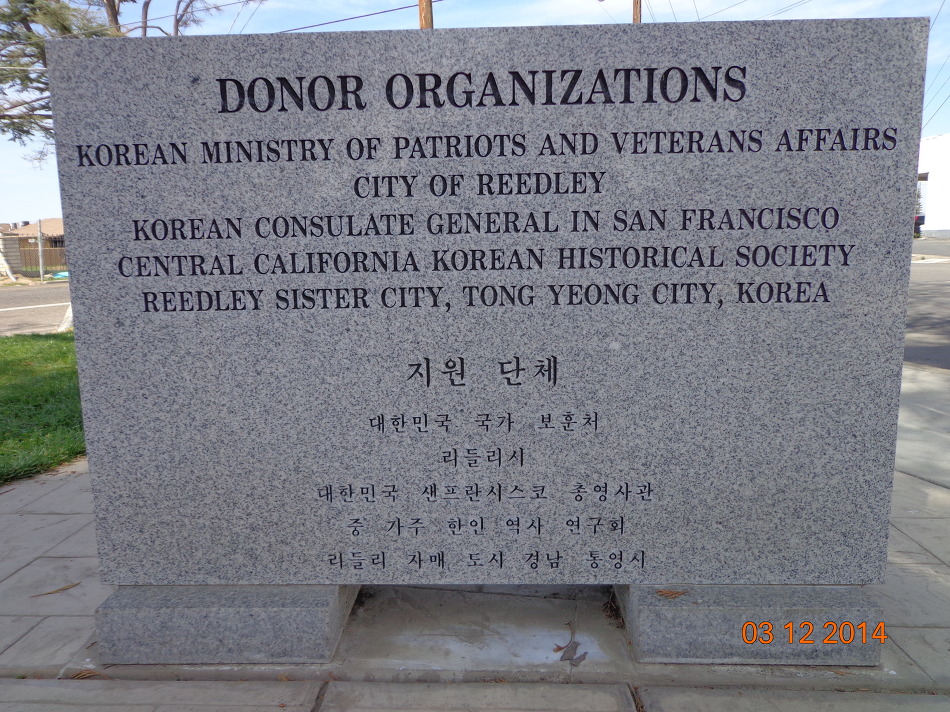 DONOR ORGANIZATIONS
KOREAN MINISTRY OF PATRIOTS AND VETERANS AFFAIRS
CITY OF REEDLEY
KOREAN CONSULATE GENERAL IN SAN FRANCISCO
CENTRAL CALIFORNIA KOREAN HISTORICAL SOCIETY
REEDLEY SISTER CITY, TONG YEONG CITY, KOREA
지원 단체
대한민국 국가 보훈처
리들리시
대한민국 샌프란시스코 총영사관
중 가주 한인 역사 연구회
리들리 자매 도시 경남 통영시
03 12 2014